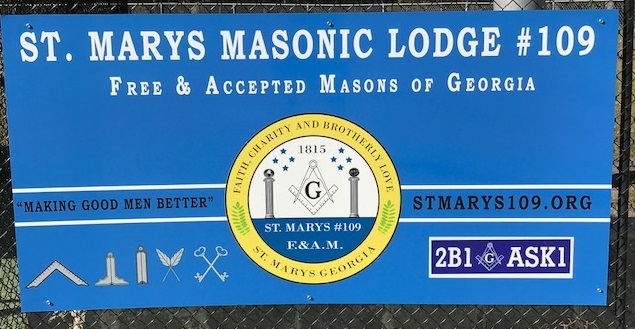 ST. MARYS MASONIC LODGE #109
FREE & ACCEPTED MASONS OF GEORGIA
FAITH, CHARITY AND BROTHERLY LOVE
1815
G
ST. MARYS #109
F.&A.M.
ST. MARYS GEORGIA
"MAKING GOOD MEN BETTER"
STMARYS109.ORG
2B1 G ASK1